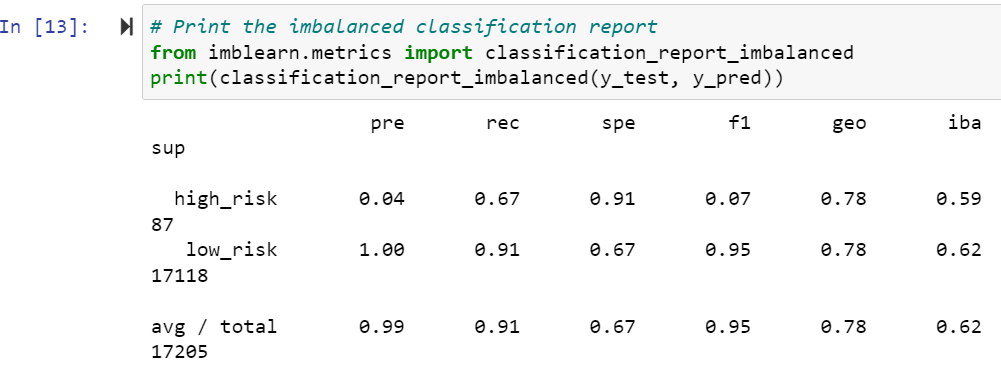 In [13]:
# Print the imbalanced classification report
from imblearn.metrics import classification_report_imbalanced
print(classification_report_imbalanced(y_test, y_pred))
pre rec spe f1 geo iba
sup
high_risk 0.04 0.67 0.91 0.07 0.78 0.59
87
low_risk 1.00 0.91 0.67 0.95 0.78 0.62
17118
avg / total 0.99 0.91 0.67 0.95 0.78 0.62
17205